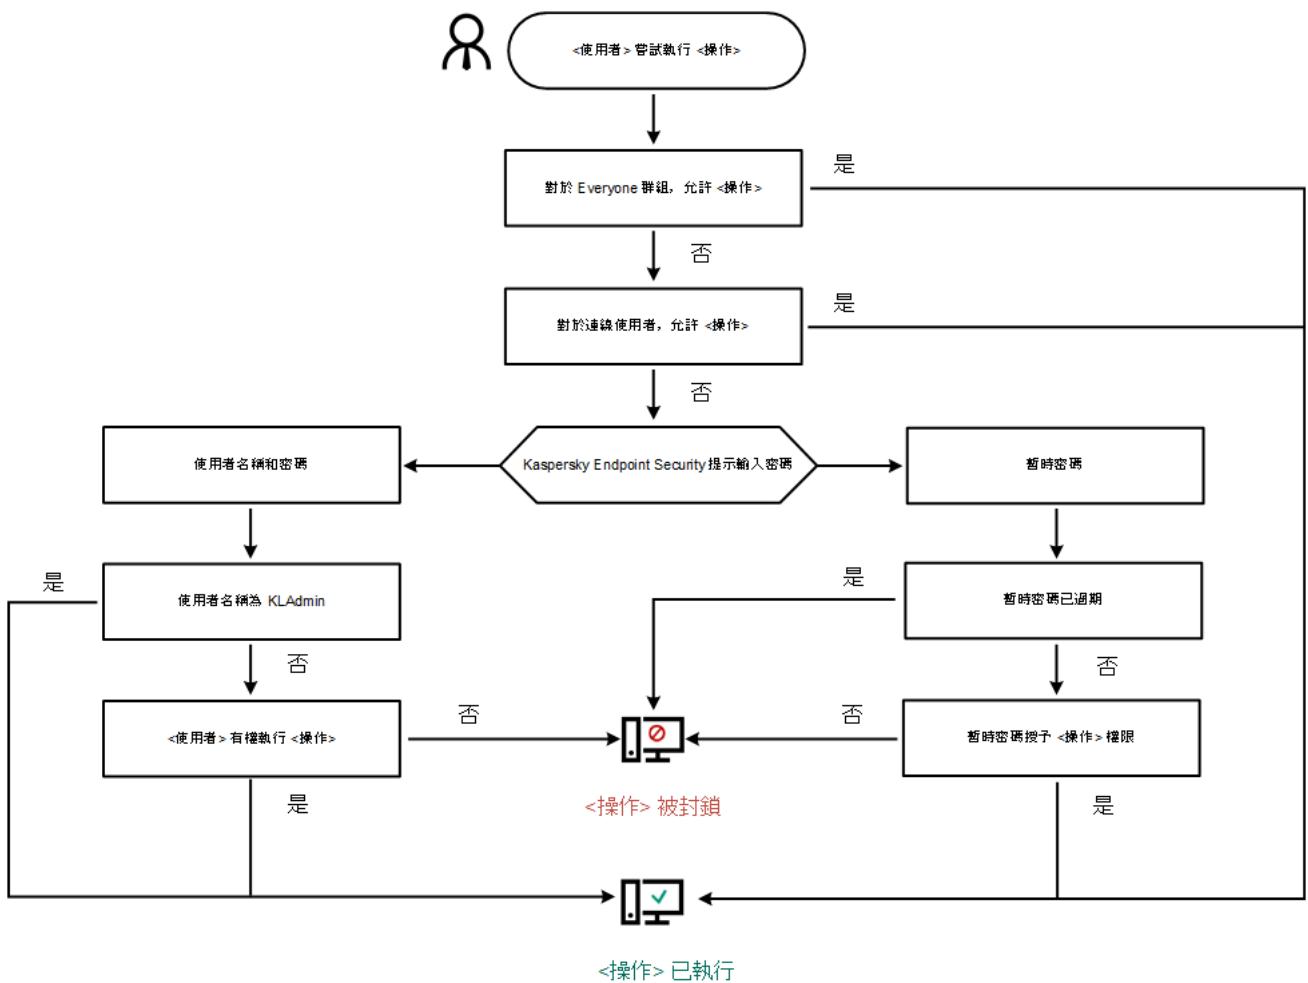 <使用者> 嘗試執行 <操作>
是
對於 Everyone 群組，允許 <操作>
否
是
對於連線使用者，允許 <操作>
否
使用者名稱和密碼
Kaspersky Endpoint Security 提示輸入密碼
暫時密碼
是
使用者名稱為 KLAdmin
是
暫時密碼已過期
否
否
<使用者> 有權執行 <操作>
否
否
暫時密碼授予 <操作> 權限
是
<操作> 被封鎖
是
<操作> 已執行